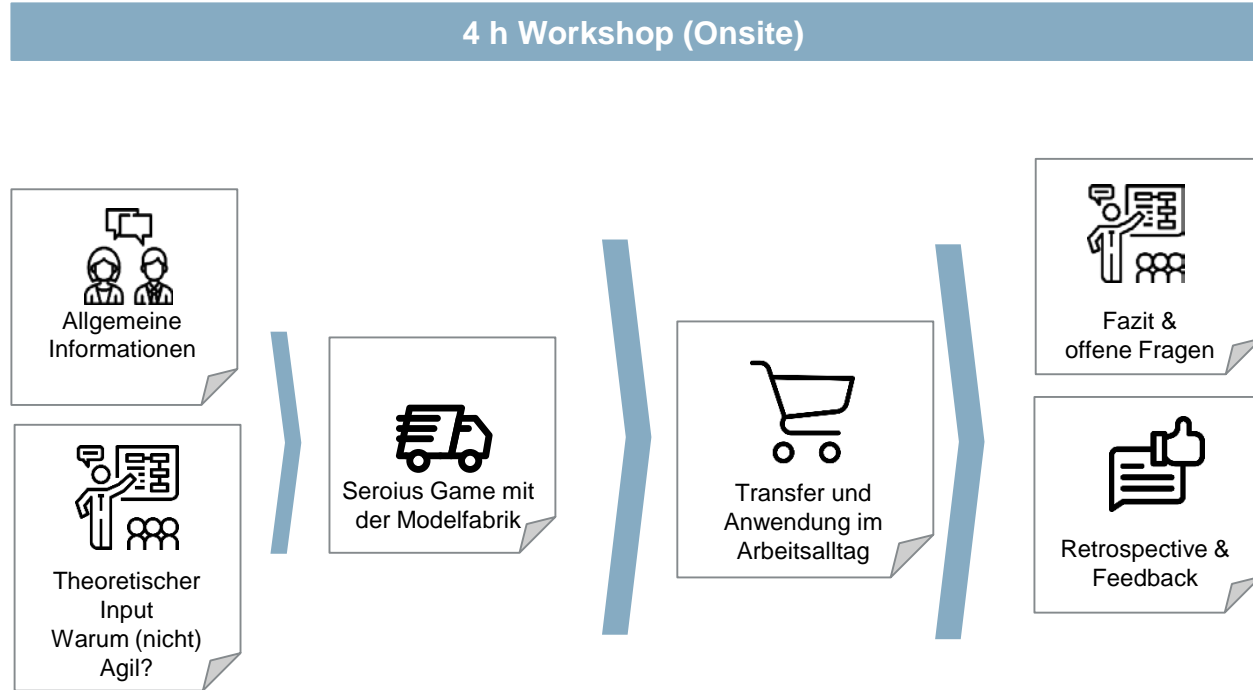 4 h Workshop (Onsite)
Allgemeine
Informationen
Theoretischer
Input
Warum (nicht)
Agil?
Seroius Game mit
der Modelfabrik
Transfer und
Anwendung im
Arbeitsalltag
Fazit &
offene Fragen
Retrospective &
Feedback